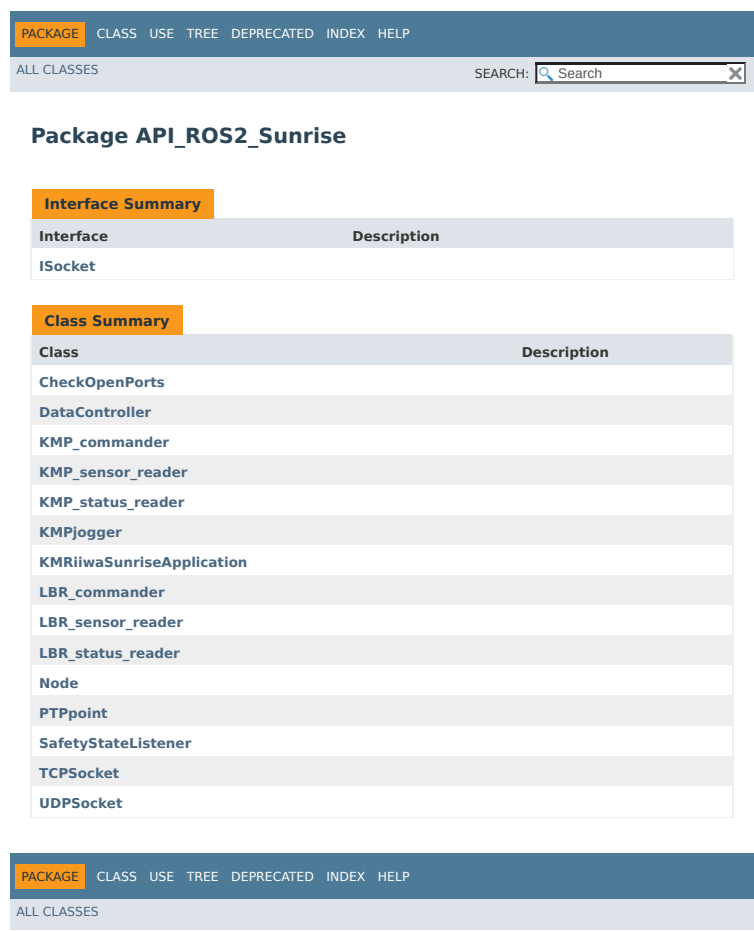 PACKAGE CLASS USE TREE DEPRECATED INDEX HELP
ALL CLASSES SEARCH: Search
Package API_ROS2_Sunrise
Interface Summary
Interface Description
ISocket
Class Summary
Class Description
CheckOpenPorts
DataController
KMP_commander
KMP_sensor_reader
KMP_status_reader
KMPjogger
KMRiiwaSunriseApplication
LBR_commander
LBR_sensor_reader
LBR_status_reader
Node
PTPpoint
SafetyStateListener
TCPSocket
UDPSocket
PACKAGE CLASS USE TREE DEPRECATED INDEX HELP
ALL CLASSES